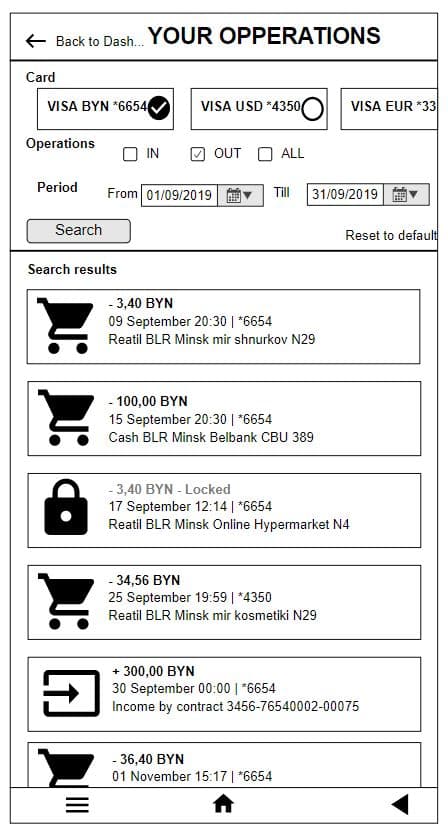 Back to Dash... YOUR OPPERATIONS
Card
VISA BYN *6654 VISA USD *4350 VISA EUR *33
Operations
IN OUT ALL
Period From 01/09/2019 Till 31/09/2019
Search
Reset to default
Search results
- 3,40 BYN
09 September 20:30 | *6654
Reatil BLR Minsk mir shnurkov N29
- 100,00 BYN
15 September 20:30 | *6654
Cash BLR Minsk Belbank CBU 389
- 3,40 BYN - Locked
17 September 12:14 | *6654
Reatil BLR Minsk Online Hypermarket N4
- 34,56 BYN
25 September 19:59 | *4350
Reatil BLR Minsk mir kosmetiki N29
+ 300,00 BYN
30 September 00:00 | *6654
Income by contract 3456-76540002-00075
- 36,40 BYN
01 November 15:17 | *6654